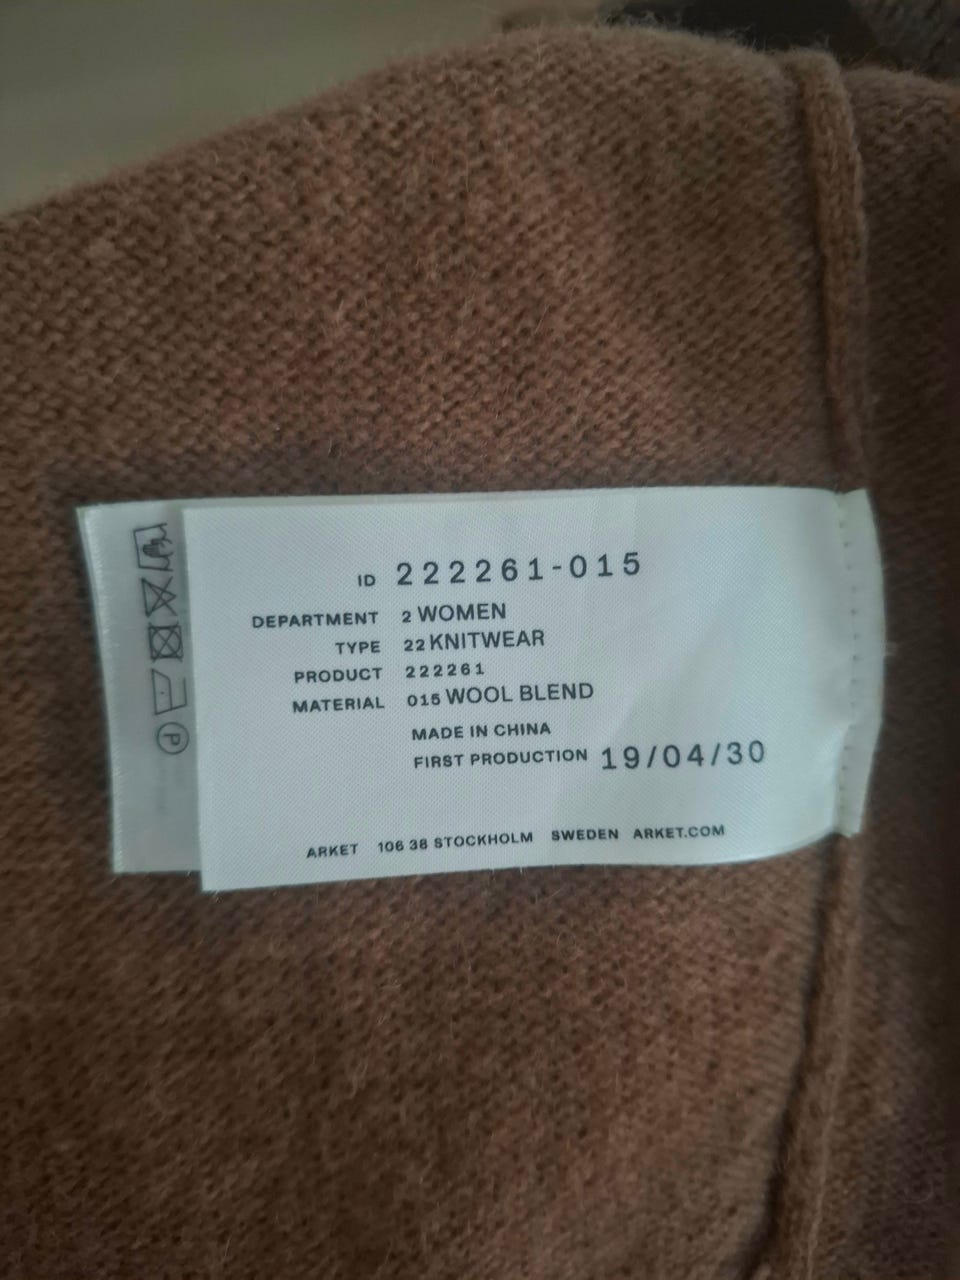 ID 222261-015
DEPARTMENT 2 WOMEN
TYPE 22 KNITWEAR
PRODUCT 222261
MATERIAL 015 WOOL BLEND
MADE IN CHINA
FIRST PRODUCTION 19/04/30
ARKET 106 38 STOCKHOLM SWEDEN ARKET.COM
P